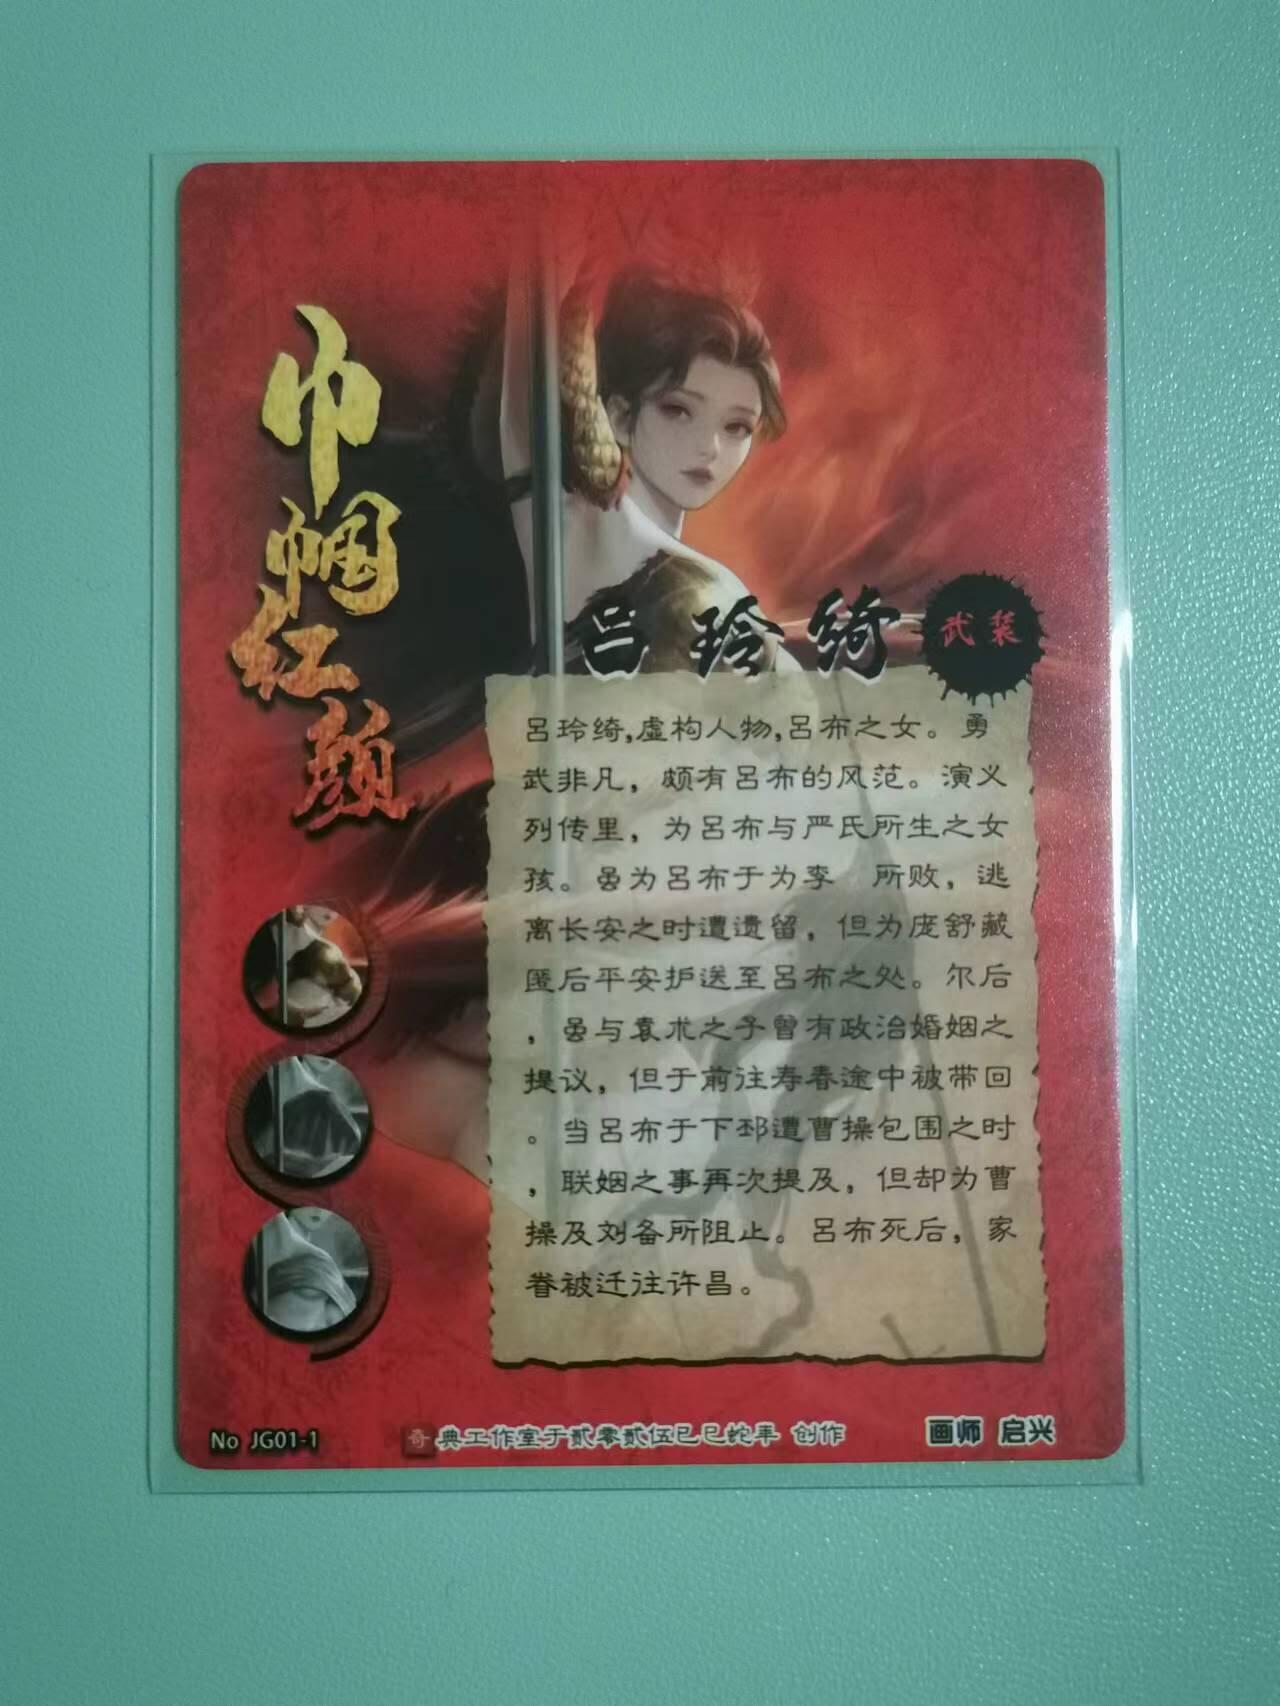 巾帼红颜
吕玲绮
武装
吕玲绮,虚构人物,吕布之女。勇
武非凡，颇有吕布的风范。演义
列传里，为吕布与严氏所生之女
孩。虽为吕布于为李　所败，逃
离长安之时遭遗留，但为庞舒藏
匿后平安护送至吕布之处。尔后
，虽与袁术之子曾有政治婚姻之
提议，但于前往寿春途中被带回
。当吕布于下邳遭曹操包围之时
，联姻之事再次提及，但却为曹
操及刘备所阻止。吕布死后，家
眷被迁往许昌。
No JG01-1
奇典工作室于贰零贰伍已巳蛇年 创作
画师 启兴